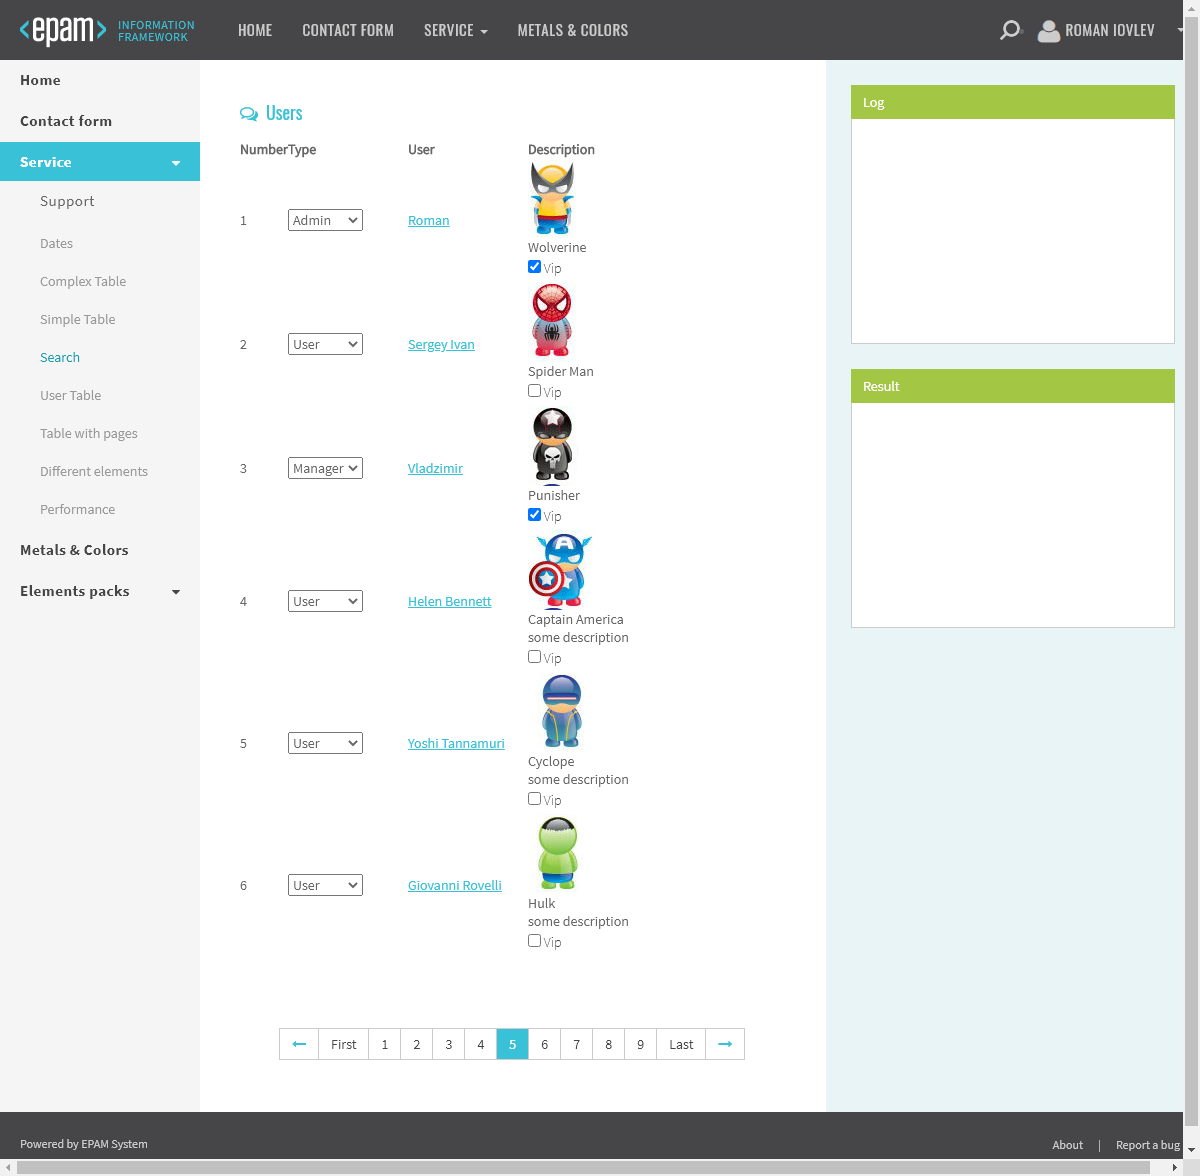 <epam> INFORMATION FRAMEWORK
HOME
CONTACT FORM
SERVICE
METALS & COLORS
ROMAN IOVLEV
Home
Contact form
Service
Support
Dates
Complex Table
Simple Table
Search
User Table
Table with pages
Different elements
Performance
Metals & Colors
Elements packs
Users
Number Type User Description
1 Admin Roman
Wolverine
Vip
2 User Sergey Ivan
Spider Man
Vip
3 Manager Vladzimir
Punisher
Vip
4 User Helen Bennett
Captain America
some description
Vip
5 User Yoshi Tannamuri
Cyclope
some description
Vip
6 User Giovanni Rovelli
Hulk
some description
Vip
First 1 2 3 4 5 6 7 8 9 Last
Log
Result
Powered by EPAM System
About | Report a bug